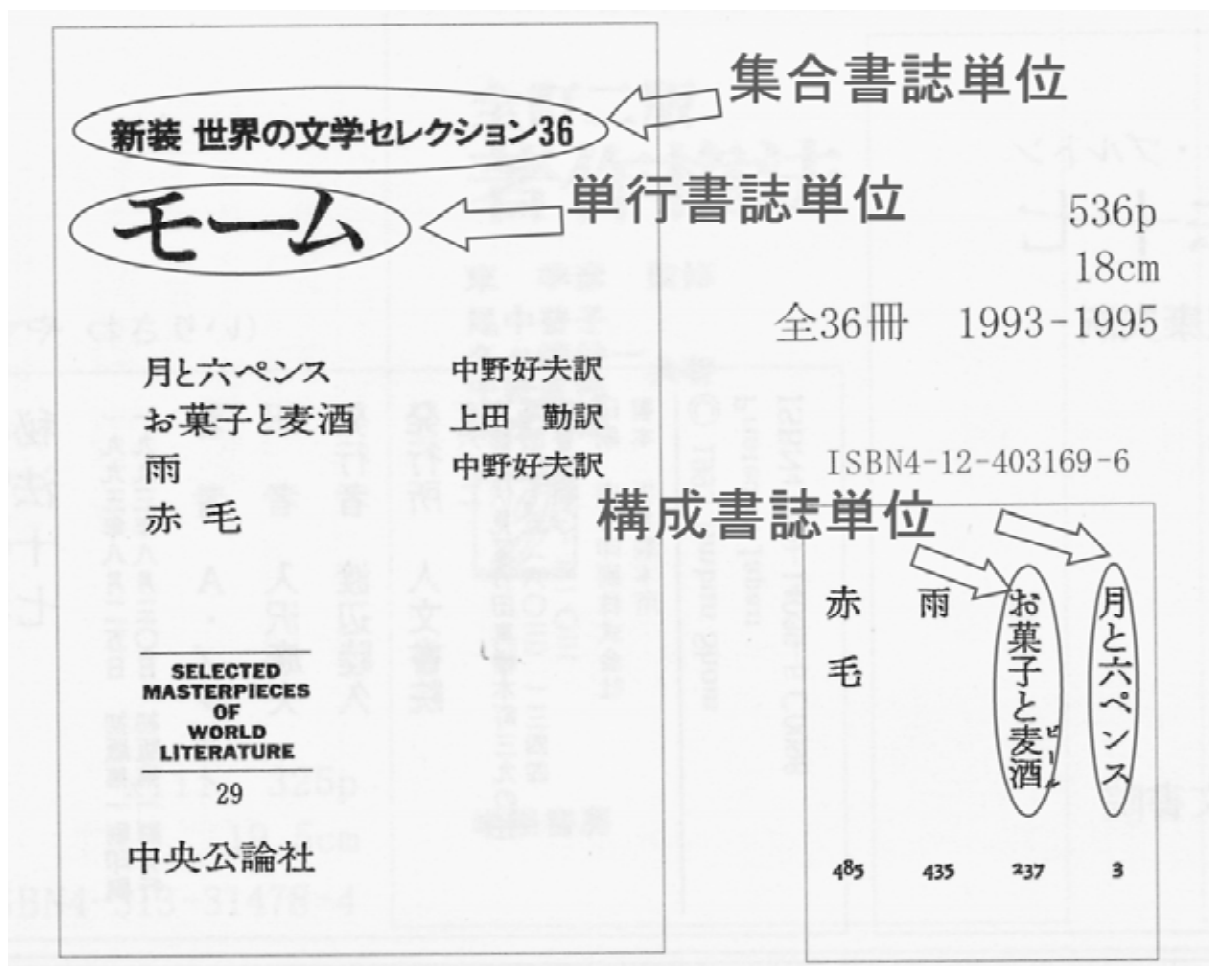 集合書誌単位
新装 世界の文学セレクション36
単行書誌単位
モーム
536p
18cm
全36冊 1993-1995
月と六ペンス 中野好夫訳
お菓子と麦酒 上田 勤訳
雨 中野好夫訳
赤毛
ISBN4-12-403169-6
構成書誌単位
月と六ペンス 3
お菓子と麦酒 ビール 237
雨 435
赤毛 485
SELECTED
MASTERPIECES
OF
WORLD
LITERATURE
29
中央公論社